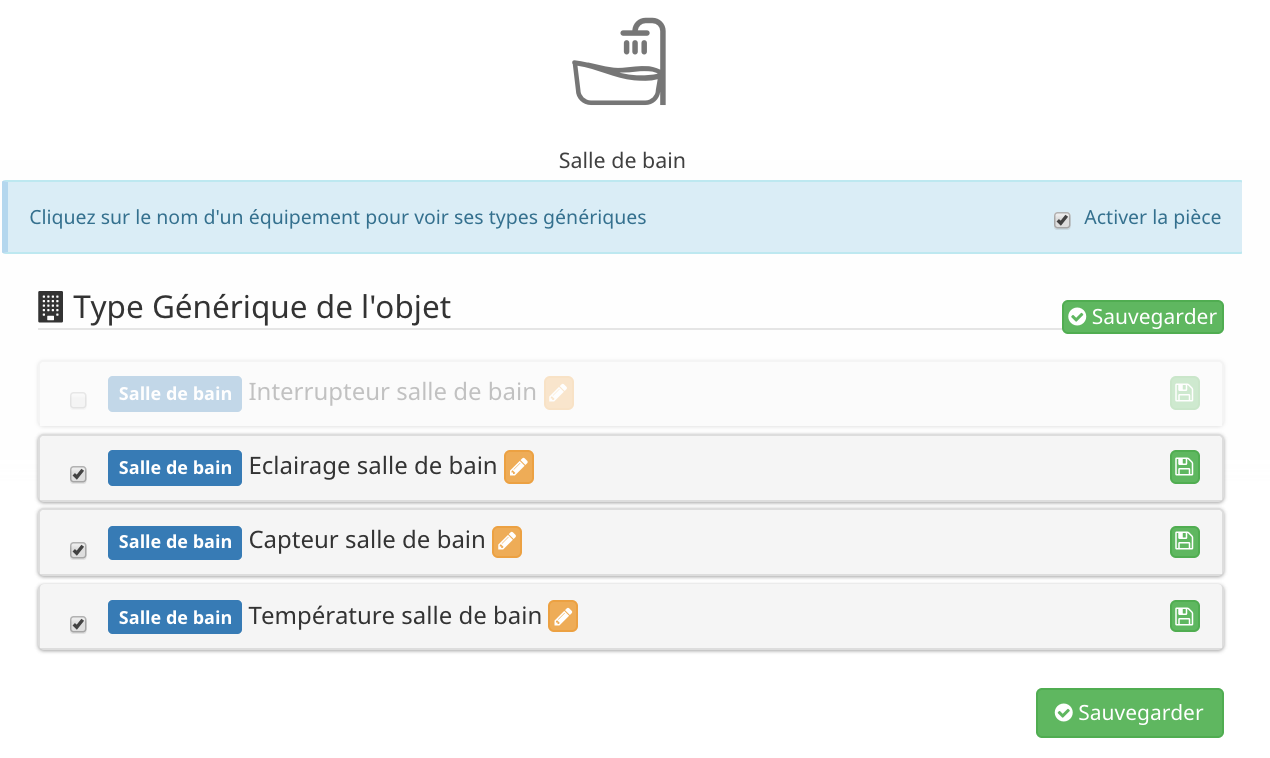 Salle de bain
Cliquez sur le nom d'un équipement pour voir ses types génériques Activer la pièce
Type Générique de l'objet Sauvegarder
Salle de bain Interrupteur salle de bain
Salle de bain Eclairage salle de bain
Salle de bain Capteur salle de bain
Salle de bain Température salle de bain
Sauvegarder